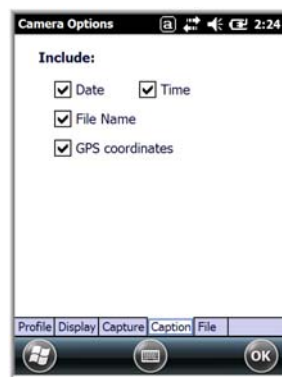 Camera Options a 2:24
Include:
Date Time
File Name
GPS coordinates
Profile Display Capture Caption File
OK